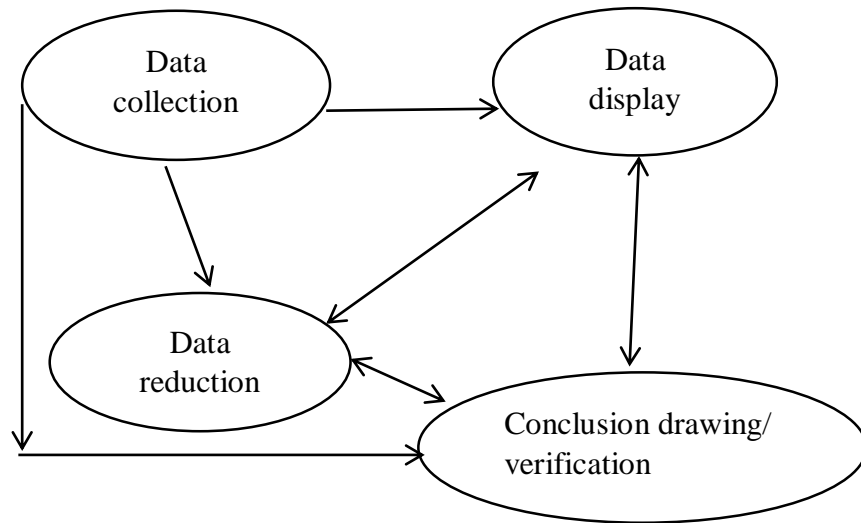 Data
collection
Data
display
Data
reduction
Conclusion drawing/
verification